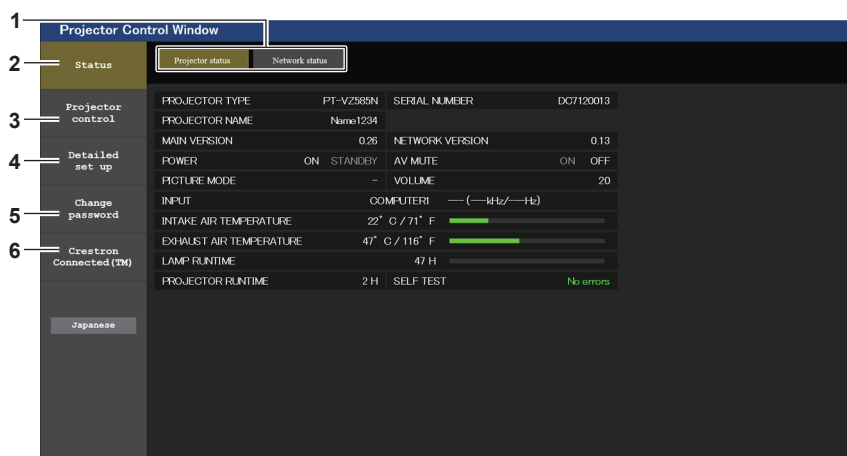 1
Projector Control Window
2
Status
Projector status Network status
3
Projector
control
4
Detailed
set up
5
Change
password
6
Crestron
Connected(TM)
Japanese
PROJECTOR TYPE PT-VZ585N SERIAL NUMBER DC7120013
PROJECTOR NAME Name1234
MAIN VERSION 0.26 NETWORK VERSION 0.13
POWER ON STANDBY AV MUTE ON OFF
PICTURE MODE – VOLUME 20
INPUT COMPUTER1 ––(––kHz/––Hz)
INTAKE AIR TEMPERATURE 22° C / 71° F
EXHAUST AIR TEMPERATURE 47° C / 116° F
LAMP RUNTIME 47 H
PROJECTOR RUNTIME 2 H SELF TEST No errors